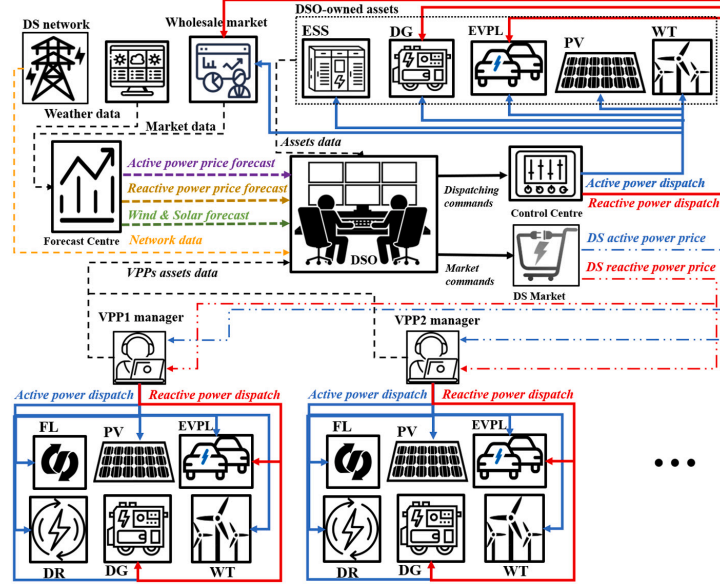 DS network
Wholesale market
DSO-owned assets
ESS
DG
EVPL
PV
WT
Weather data
Market data
Assets data
Active power price forecast
Reactive power price forecast
Wind & Solar forecast
Network data
Forecast Centre
DSO
Dispatching
commands
Control Centre
Active power dispatch
Reactive power dispatch
Market
commands
DS Market
DS active power price
DS reactive power price
VPPs assets data
VPP1 manager
VPP2 manager
Active power dispatch
Reactive power dispatch
FL
PV
EVPL
DR
DG
WT
Active power dispatch
Reactive power dispatch
FL
PV
EVPL
DR
DG
WT